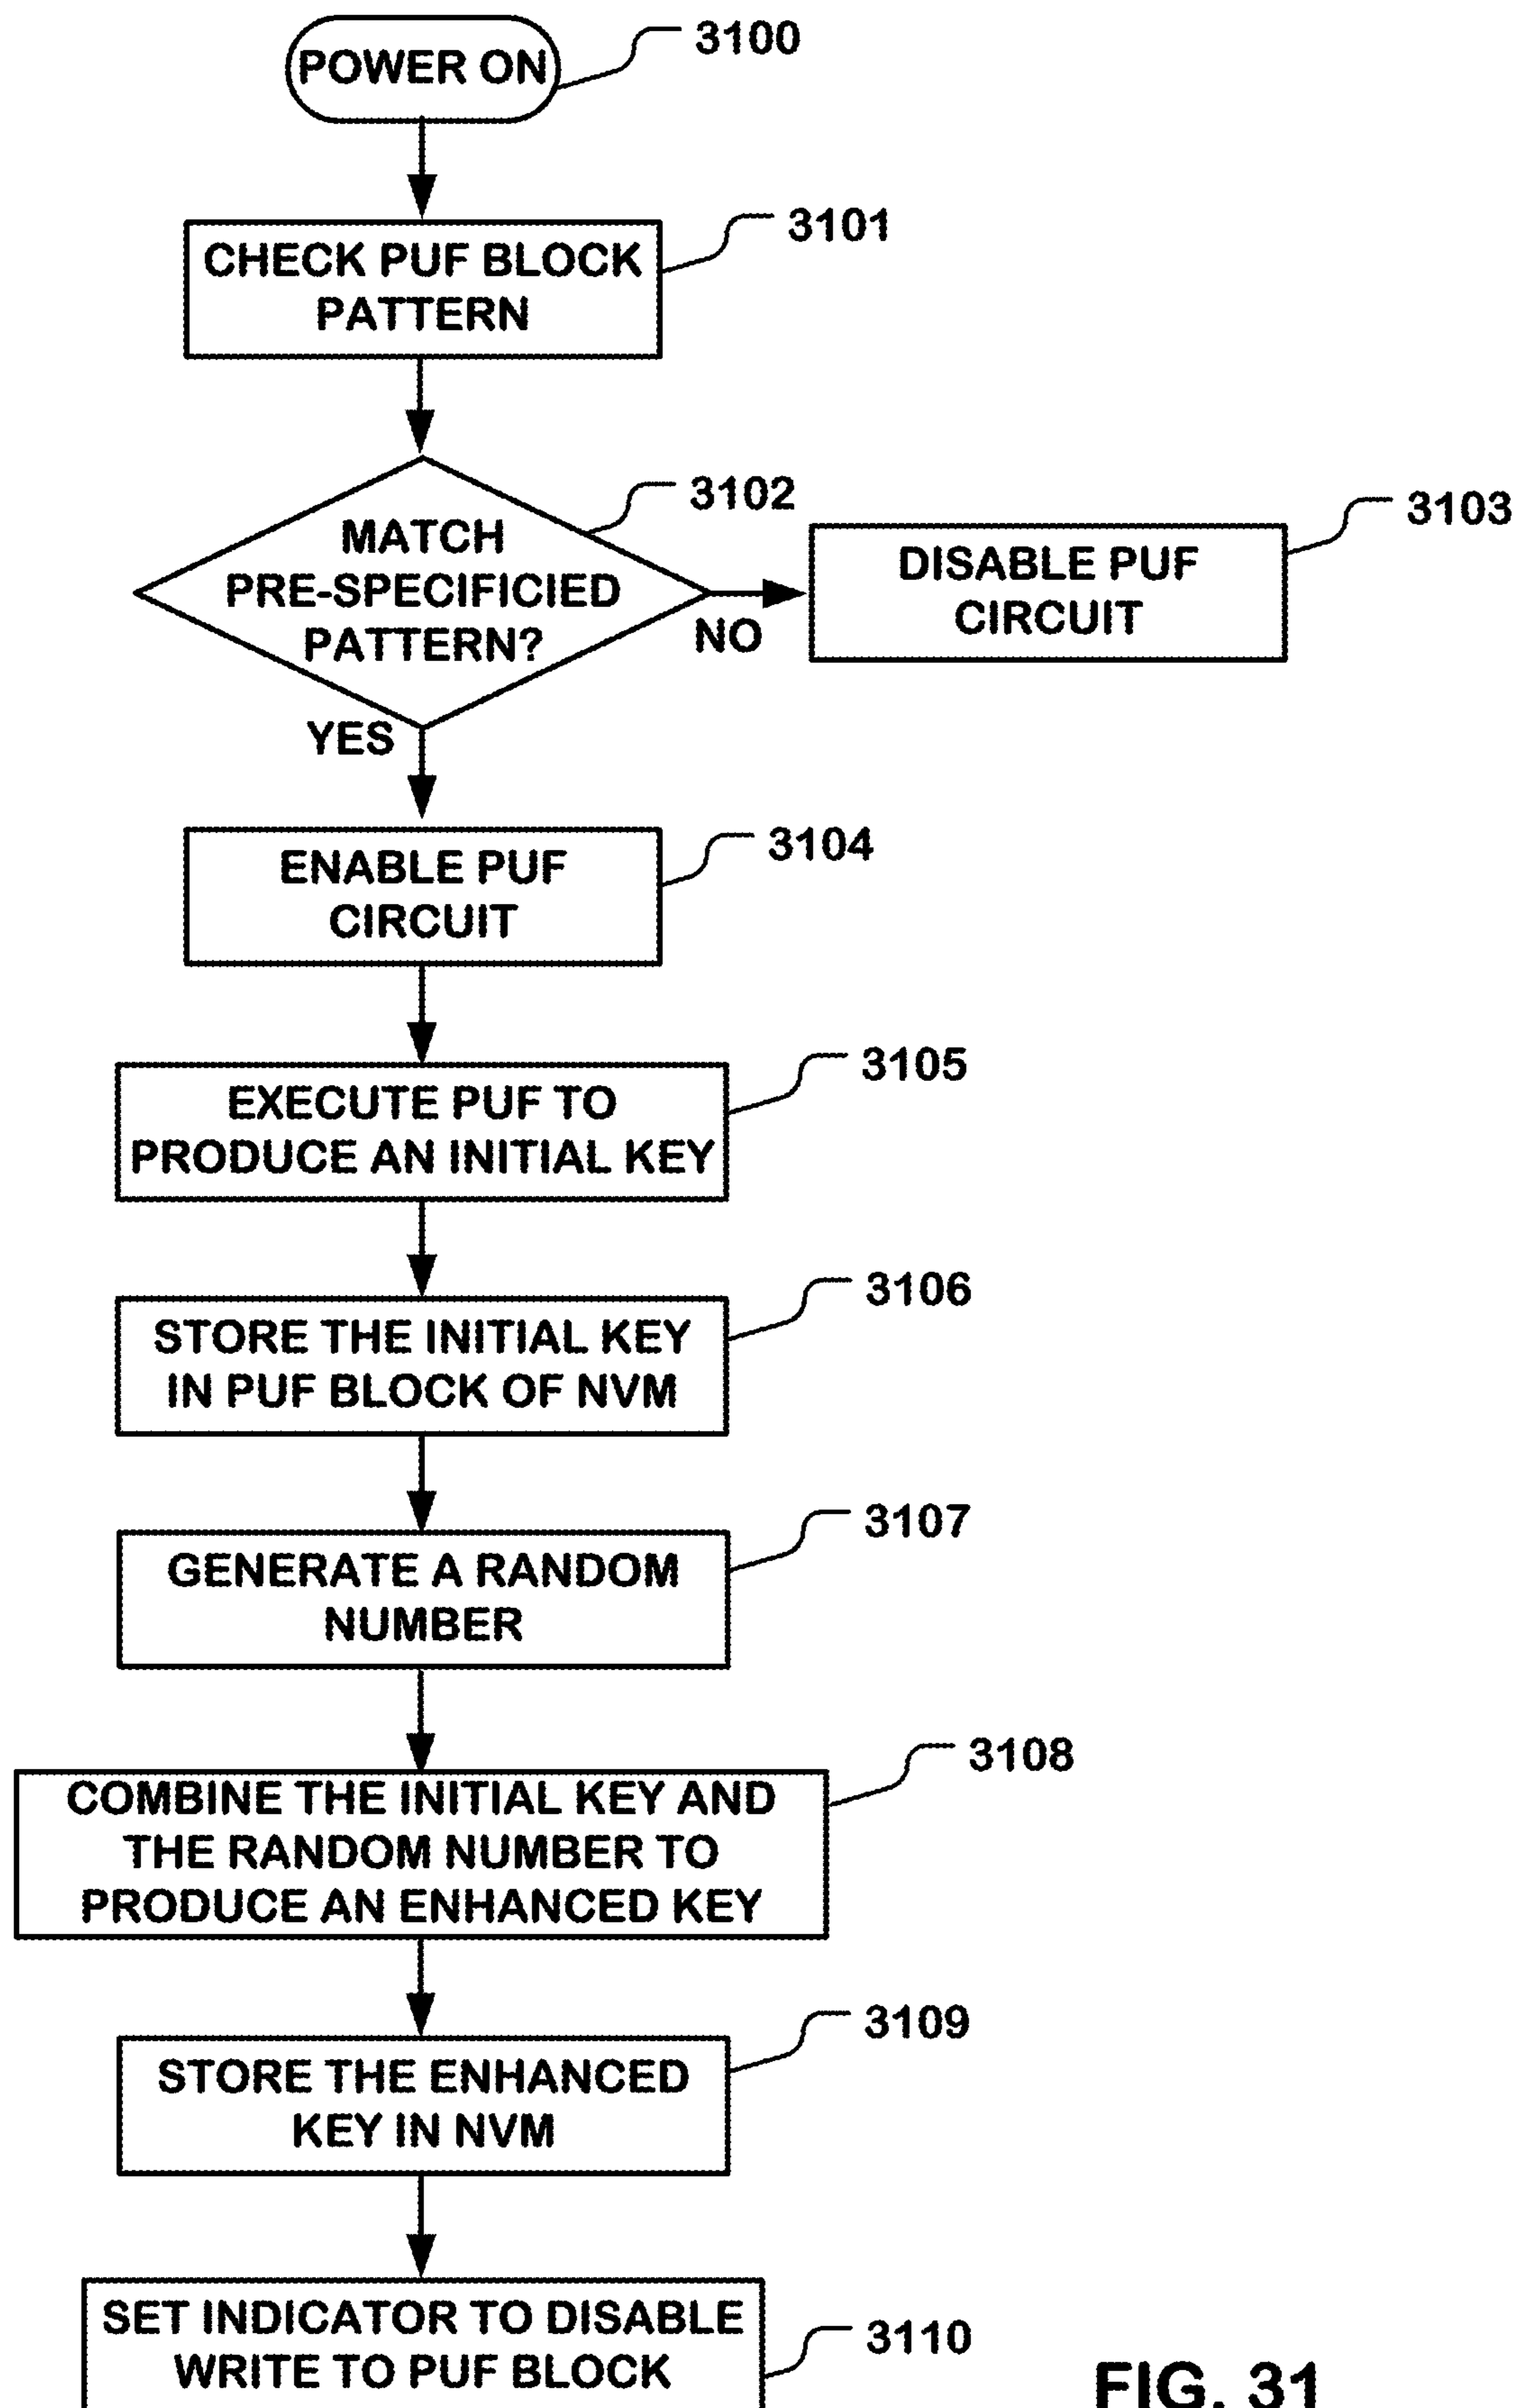 POWER ON
3100
CHECK PUF BLOCK
PATTERN
3101
MATCH
PRE-SPECIFICIED
PATTERN?
3102
NO
DISABLE PUF
CIRCUIT
3103
YES
ENABLE PUF
CIRCUIT
3104
EXECUTE PUF TO
PRODUCE AN INITIAL KEY
3105
STORE THE INITIAL KEY
IN PUF BLOCK OF NVM
3106
GENERATE A RANDOM
NUMBER
3107
COMBINE THE INITIAL KEY AND
THE RANDOM NUMBER TO
PRODUCE AN ENHANCED KEY
3108
STORE THE ENHANCED
KEY IN NVM
3109
SET INDICATOR TO DISABLE
WRITE TO PUF BLOCK
3110
FIG. 31